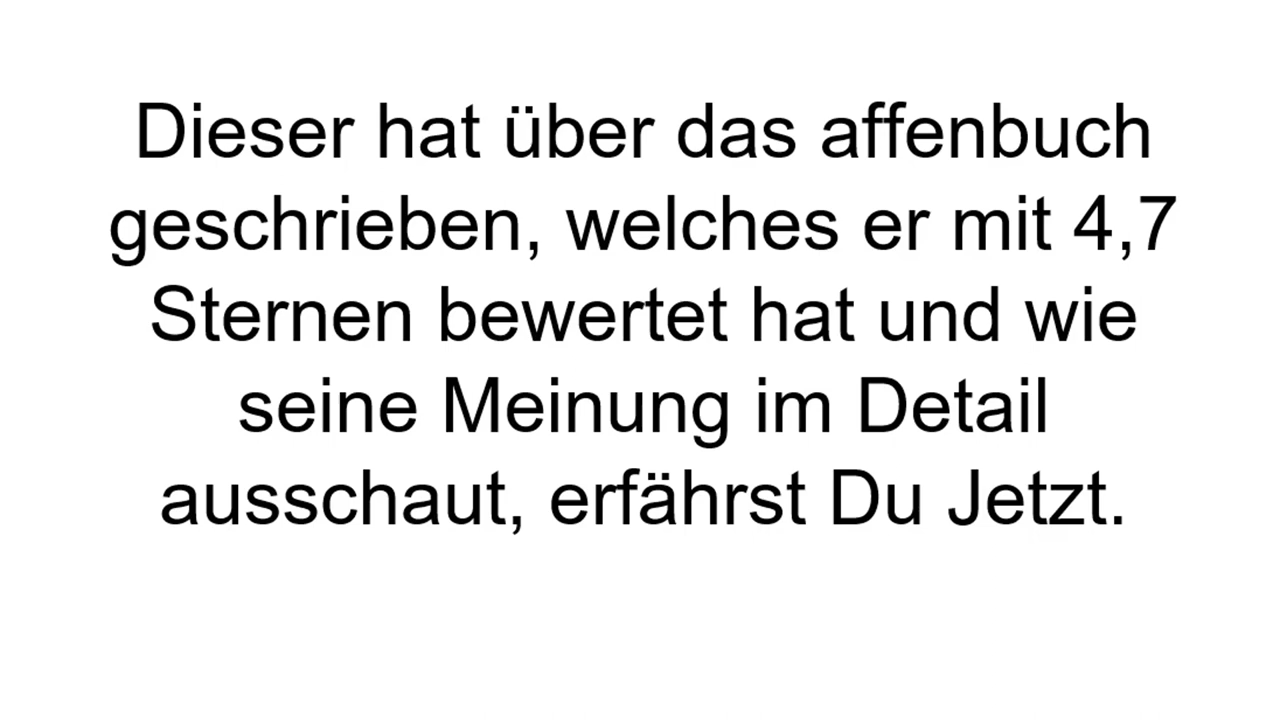 Dieser hat über das affenbuch
geschrieben, welches er mit 4,7
Sternen bewertet hat und wie
seine Meinung im Detail
ausschaut, erfährst Du Jetzt.